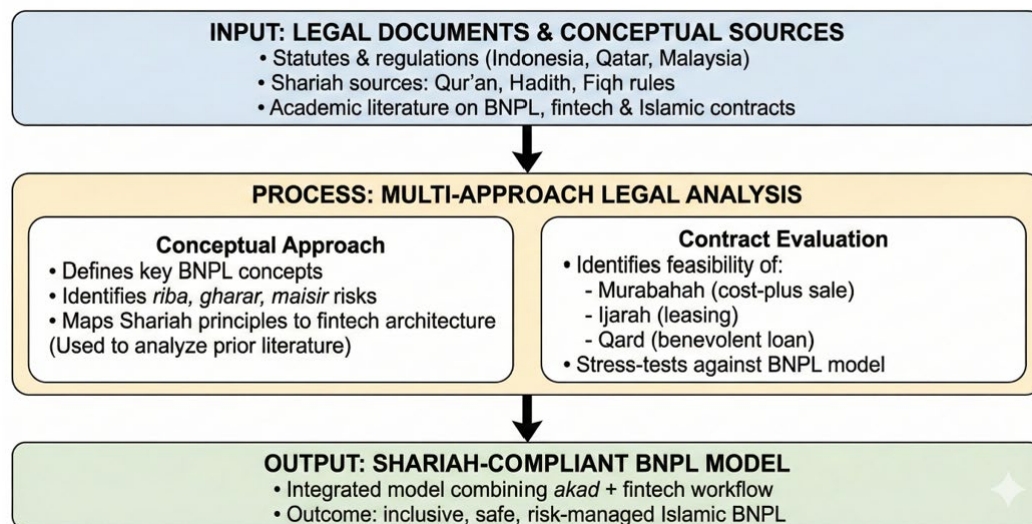 INPUT: LEGAL DOCUMENTS & CONCEPTUAL SOURCES
• Statutes & regulations (Indonesia, Qatar, Malaysia)
• Shariah sources: Qur'an, Hadith, Fiqh rules
• Academic literature on BNPL, fintech & Islamic contracts
PROCESS: MULTI-APPROACH LEGAL ANALYSIS
Conceptual Approach
• Defines key BNPL concepts
• Identifies riba, gharar, maisir risks
• Maps Shariah principles to fintech architecture
(Used to analyze prior literature)
Contract Evaluation
• Identifies feasibility of:
- Murabahah (cost-plus sale)
- Ijarah (leasing)
- Qard (benevolent loan)
• Stress-tests against BNPL model
OUTPUT: SHARIAH-COMPLIANT BNPL MODEL
• Integrated model combining akad + fintech workflow
• Outcome: inclusive, safe, risk-managed Islamic BNPL